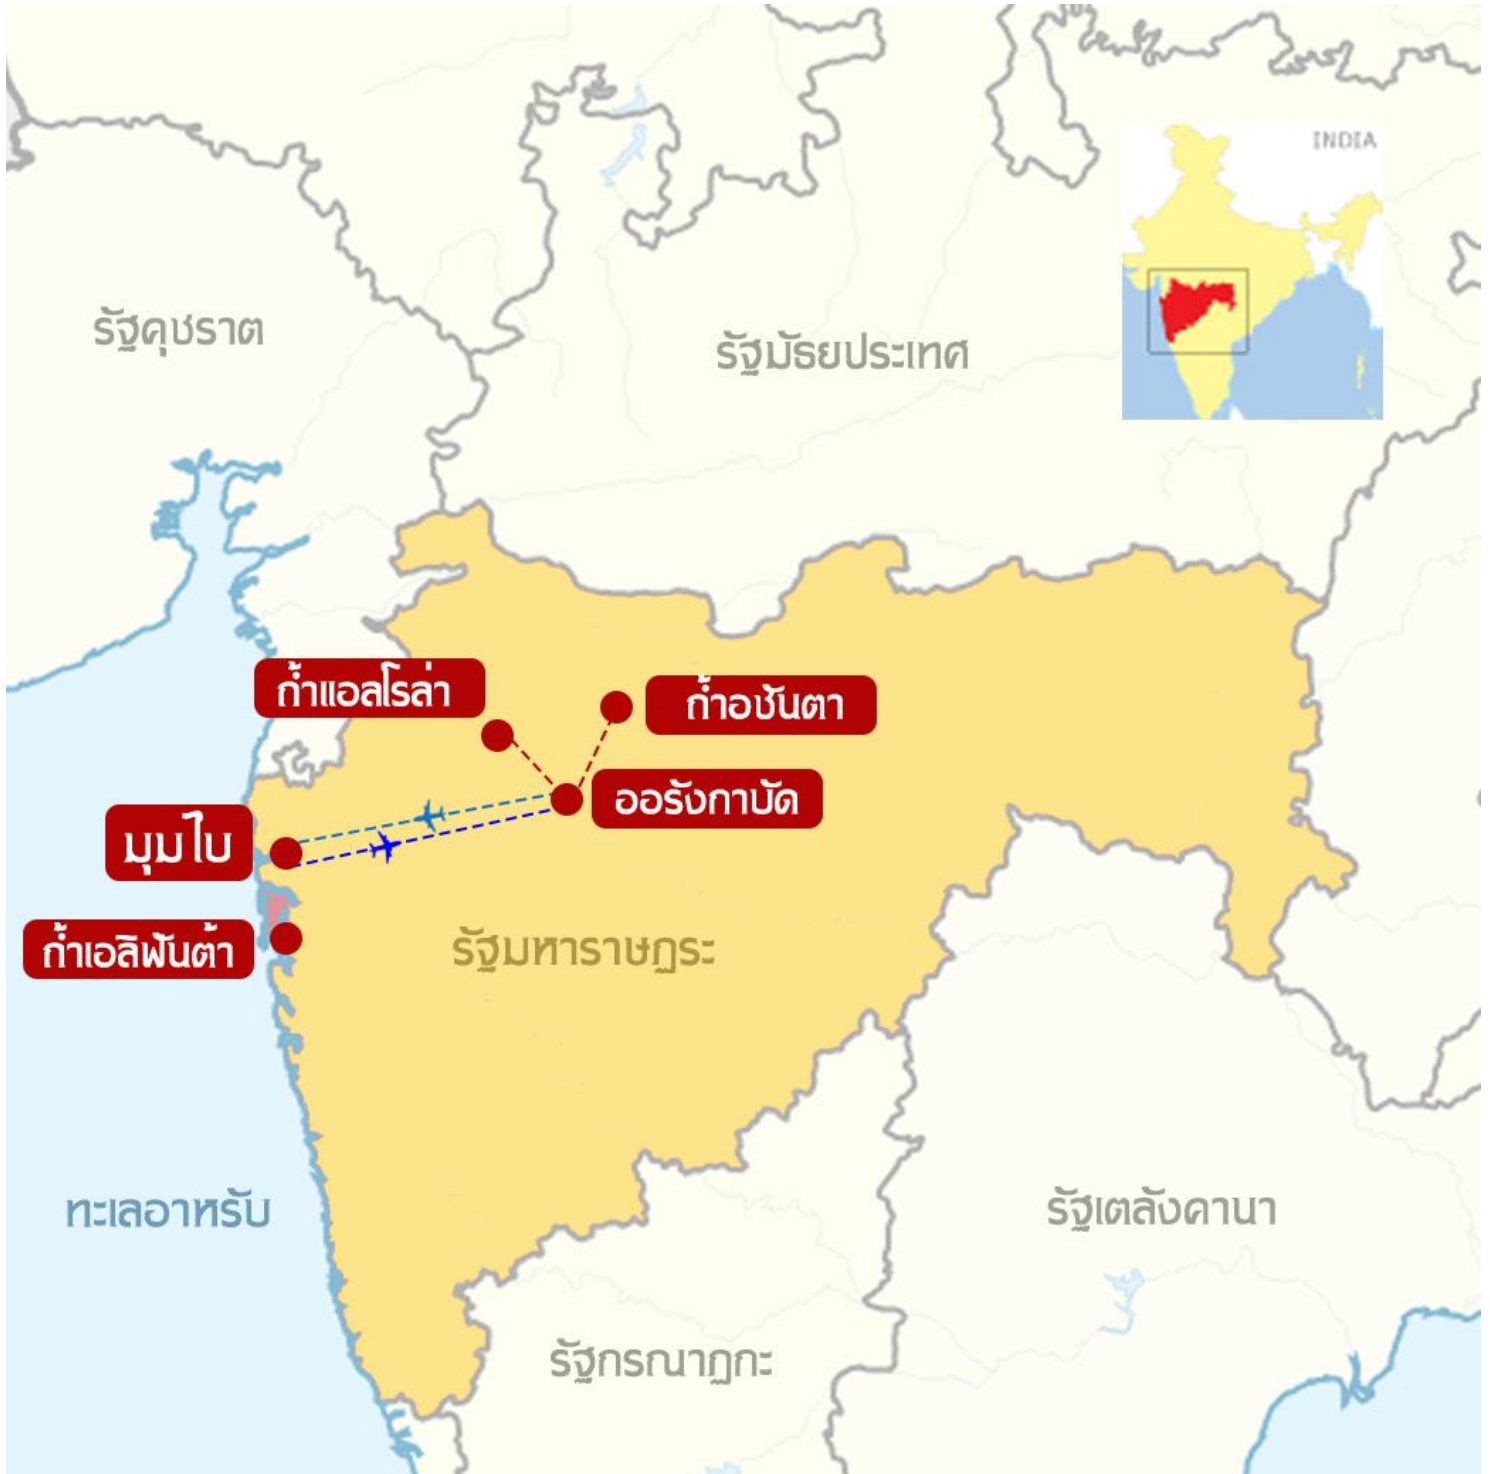 INDIA
รัฐคุชราต
รัฐมัธยประเทศ
ถ้ำแอลโรล่า
ถ้ำอชันตา
ออรังกาบัด
มุมไบ
ถ้ำเอลิฟันต้า
รัฐมหาราษฎระ
ทะเลอาหรับ
รัฐเตลังคานา
รัฐกรณาฏกะ